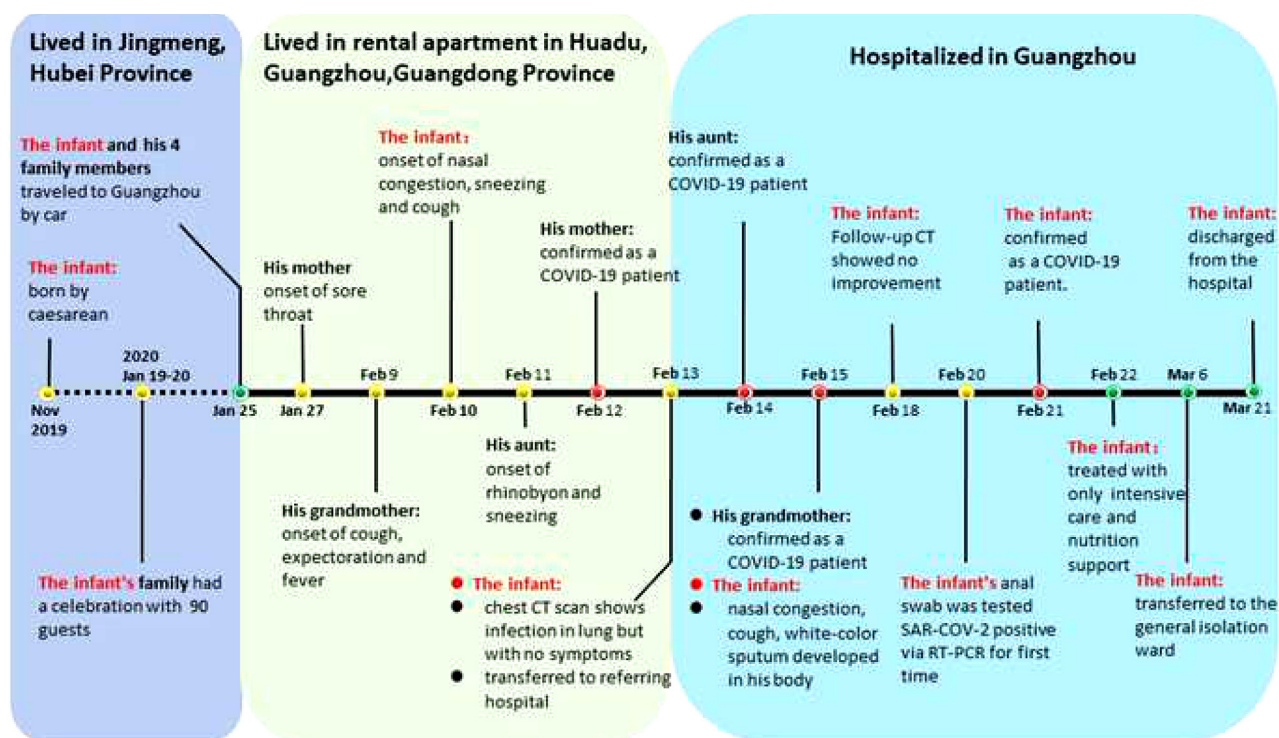 Lived in Jingmeng,
Hubei Province
Lived in rental apartment in Huadu,
Guangzhou,Guangdong Province
Hospitalized in Guangzhou
The infant and his 4
family members
traveled to Guangzhou
by car
The infant:
born by
caesarean
His mother
onset of sore
throat
The infant:
onset of nasal
congestion, sneezing
and cough
His mother:
confirmed as a
COVID-19 patient
His aunt:
confirmed as a
COVID-19 patient
The infant:
Follow-up CT
showed no
improvement
The infant:
confirmed
as a COVID-19
patient.
The infant:
discharged
from the
hospital
Nov
2019
2020
Jan 19-20
Jan 25
Jan 27
Feb 9
Feb 10
Feb 11
Feb 12
Feb 13
Feb 14
Feb 15
Feb 18
Feb 20
Feb 21
Feb 22
Mar 6
Mar 21
The infant's family had
a celebration with 90
guests
His grandmother:
onset of cough,
expectoration and
fever
His aunt:
onset of
rhinobyon and
sneezing
The infant:
chest CT scan shows
infection in lung but
with no symptoms
transferred to referring
hospital
His grandmother:
confirmed as a
COVID-19 patient
The infant:
nasal congestion,
cough, white-color
sputum developed
in his body
The infant's anal
swab was tested
SAR-COV-2 positive
via RT-PCR for first
time
The infant:
treated with
only intensive
care and
nutrition
support
The infant:
transferred to the
general isolation
ward